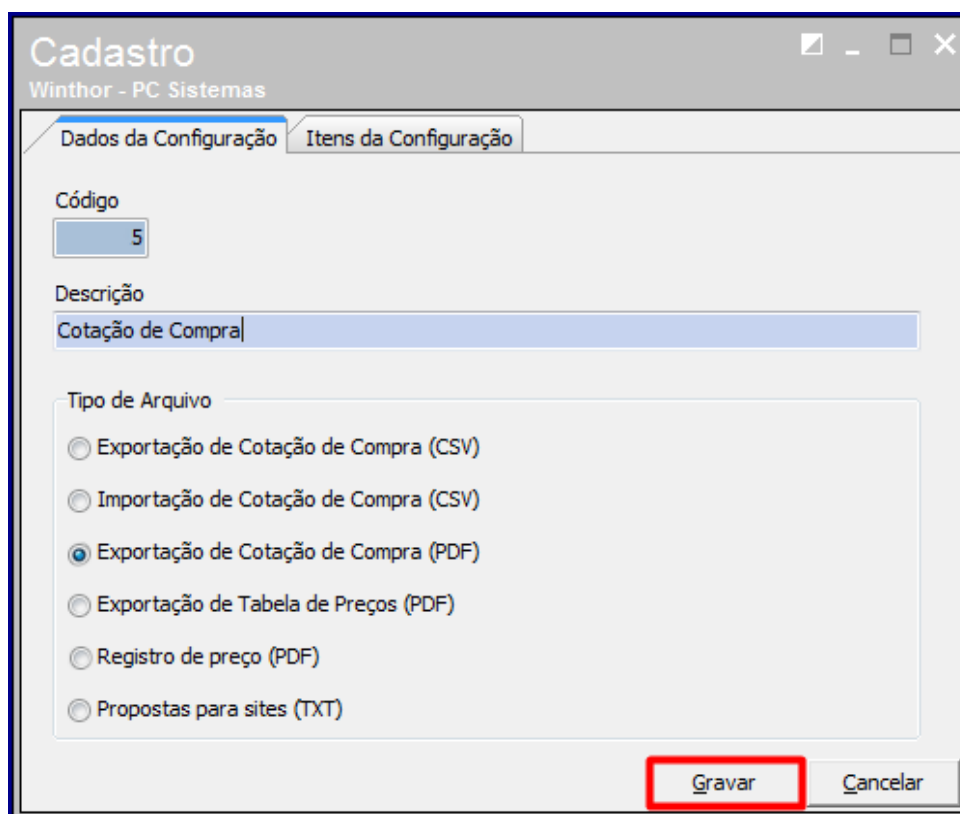 Cadastro
Winthor - PC Sistemas
Dados da Configuração
Itens da Configuração
Código
5
Descrição
Cotação de Compra
Tipo de Arquivo
Exportação de Cotação de Compra (CSV)
Importação de Cotação de Compra (CSV)
Exportação de Cotação de Compra (PDF)
Exportação de Tabela de Preços (PDF)
Registro de preço (PDF)
Propostas para sites (TXT)
Gravar
Cancelar